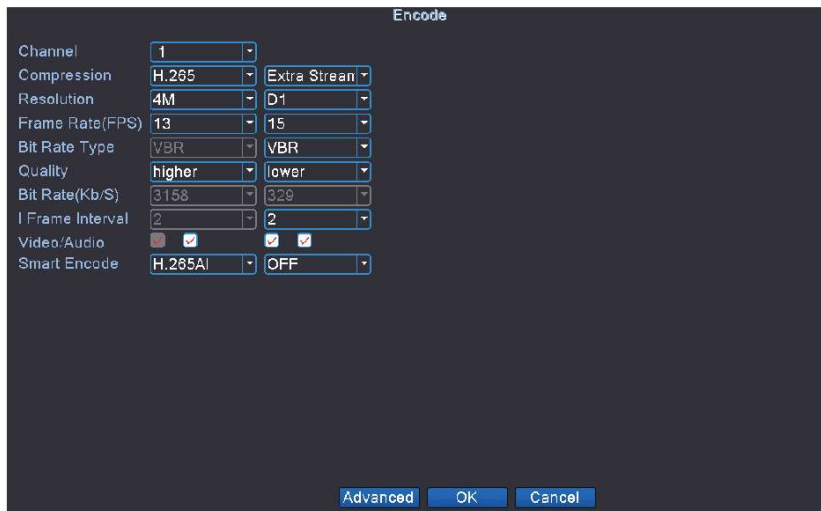 Encode
Channel 1
Compression H.265 Extra Strean
Resolution 4M D1
Frame Rate(FPS) 13 15
Bit Rate Type VBR VBR
Quality higher lower
Bit Rate(Kb/S) 3158 329
I Frame Interval 2 2
Video/Audio
Smart Encode H.265AI OFF
Advanced OK Cancel